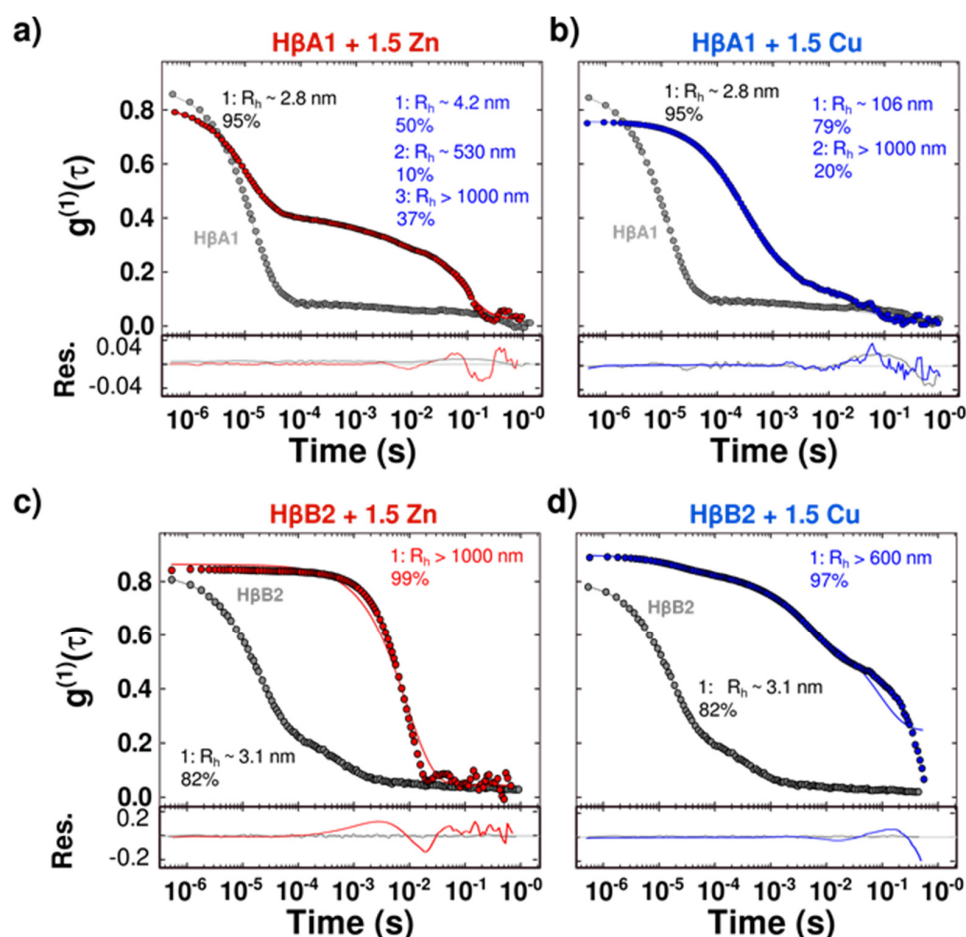 a)
HβA1 + 1.5 Zn
1: Rh ~ 2.8 nm
95%
1: Rh ~ 4.2 nm
50%
2: Rh ~ 530 nm
10%
3: Rh > 1000 nm
37%
HβA1
g(1)(τ)
0.8
0.6
0.4
0.2
0.0
Res.
0.04
-0.04
10-6 10-5 10-4 10-3 10-2 10-1 10-0
Time (s)
b)
HβA1 + 1.5 Cu
1: Rh ~ 2.8 nm
95%
1: Rh ~ 106 nm
79%
2: Rh > 1000 nm
20%
HβA1
10-6 10-5 10-4 10-3 10-2 10-1 10-0
Time (s)
c)
HβB2 + 1.5 Zn
1: Rh > 1000 nm
99%
HβB2
1: Rh ~ 3.1 nm
82%
g(1)(τ)
0.8
0.6
0.4
0.2
0.0
Res.
0.2
-0.2
10-6 10-5 10-4 10-3 10-2 10-1 10-0
Time (s)
d)
HβB2 + 1.5 Cu
1: Rh > 600 nm
97%
HβB2
1: Rh ~ 3.1 nm
82%
10-6 10-5 10-4 10-3 10-2 10-1 10-0
Time (s)